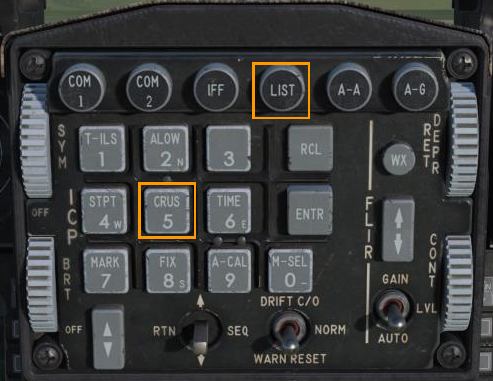 COM 1
COM 2
IFF
LIST
A-A
A-G
SYM
T-ILS 1
ALOW 2 N
3
RCL
WX
DEPR
RET
OFF
ICP
STPT 4 W
CRUS 5
TIME 6 E
ENTR
FLIR
BRT
MARK 7
FIX 8 S
A-CAL 9
M-SEL 0 -
CONT
GAIN
LVL
AUTO
OFF
RTN
SEQ
DRIFT C/O
NORM
WARN RESET